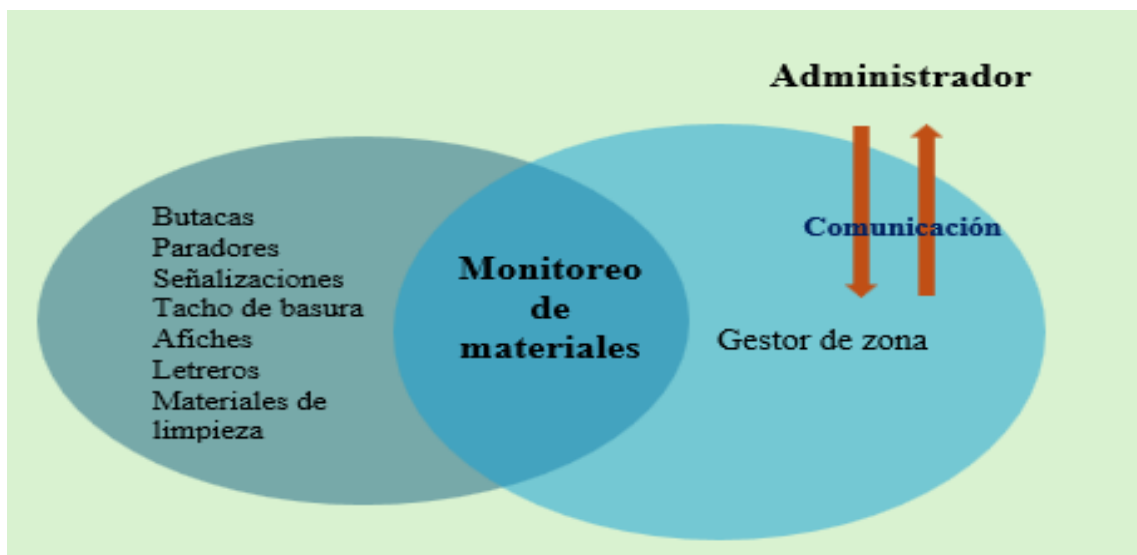 Administrador
Comunicación
Butacas
Paradores
Señalizaciones
Tacho de basura
Afiches
Letreros
Materiales de
limpieza
Monitoreo
de
materiales
Gestor de zona